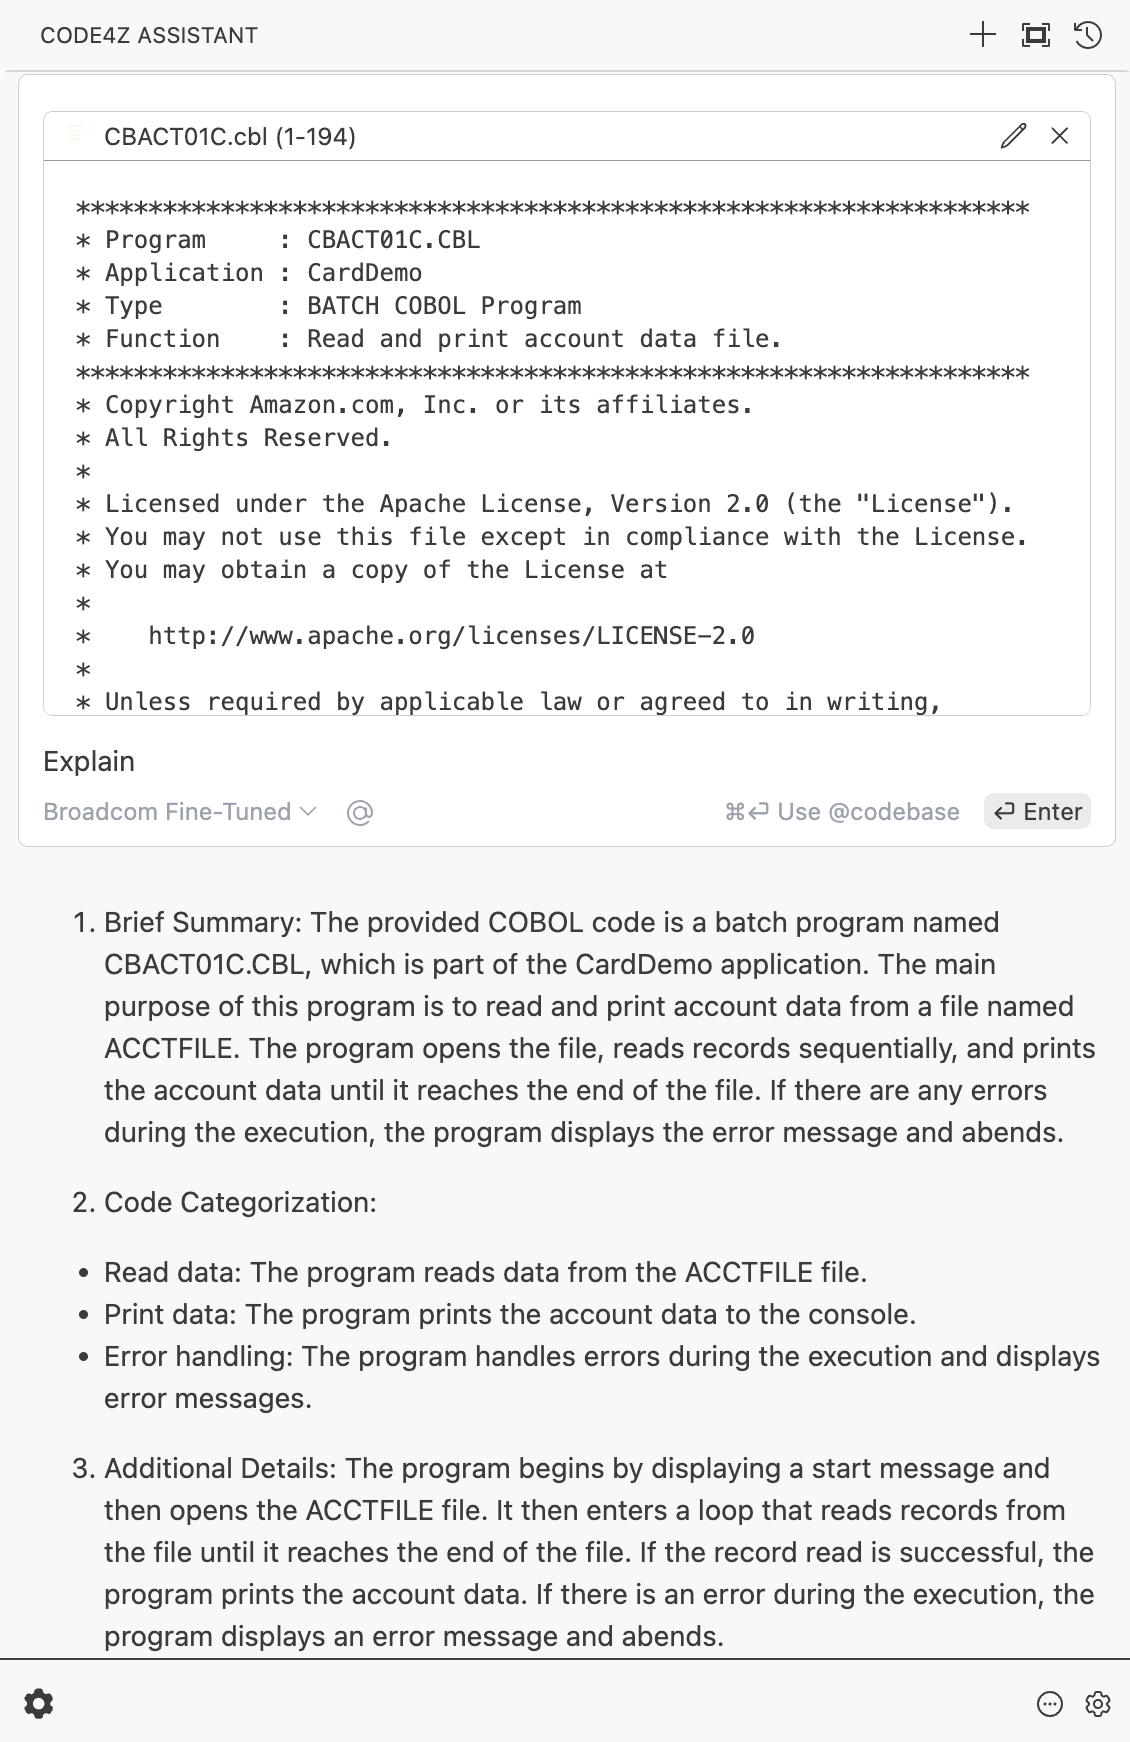 CODE4Z ASSISTANT
CBACT01C.cbl (1-194)
******************************************************************
* Program     : CBACT01C.CBL
* Application : CardDemo
* Type        : BATCH COBOL Program
* Function    : Read and print account data file.
******************************************************************
* Copyright Amazon.com, Inc. or its affiliates.
* All Rights Reserved.
*
* Licensed under the Apache License, Version 2.0 (the "License").
* You may not use this file except in compliance with the License.
* You may obtain a copy of the License at
*
*    http://www.apache.org/licenses/LICENSE-2.0
*
* Unless required by applicable law or agreed to in writing,
Explain
Broadcom Fine-Tuned @ ⌘⏎ Use @codebase ⏎ Enter
1. Brief Summary: The provided COBOL code is a batch program named
CBACT01C.CBL, which is part of the CardDemo application. The main
purpose of this program is to read and print account data from a file named
ACCTFILE. The program opens the file, reads records sequentially, and prints
the account data until it reaches the end of the file. If there are any errors
during the execution, the program displays the error message and abends.
2. Code Categorization:
• Read data: The program reads data from the ACCTFILE file.
• Print data: The program prints the account data to the console.
• Error handling: The program handles errors during the execution and displays
error messages.
3. Additional Details: The program begins by displaying a start message and
then opens the ACCTFILE file. It then enters a loop that reads records from
the file until it reaches the end of the file. If the record read is successful, the
program prints the account data. If there is an error during the execution, the
program displays an error message and abends.